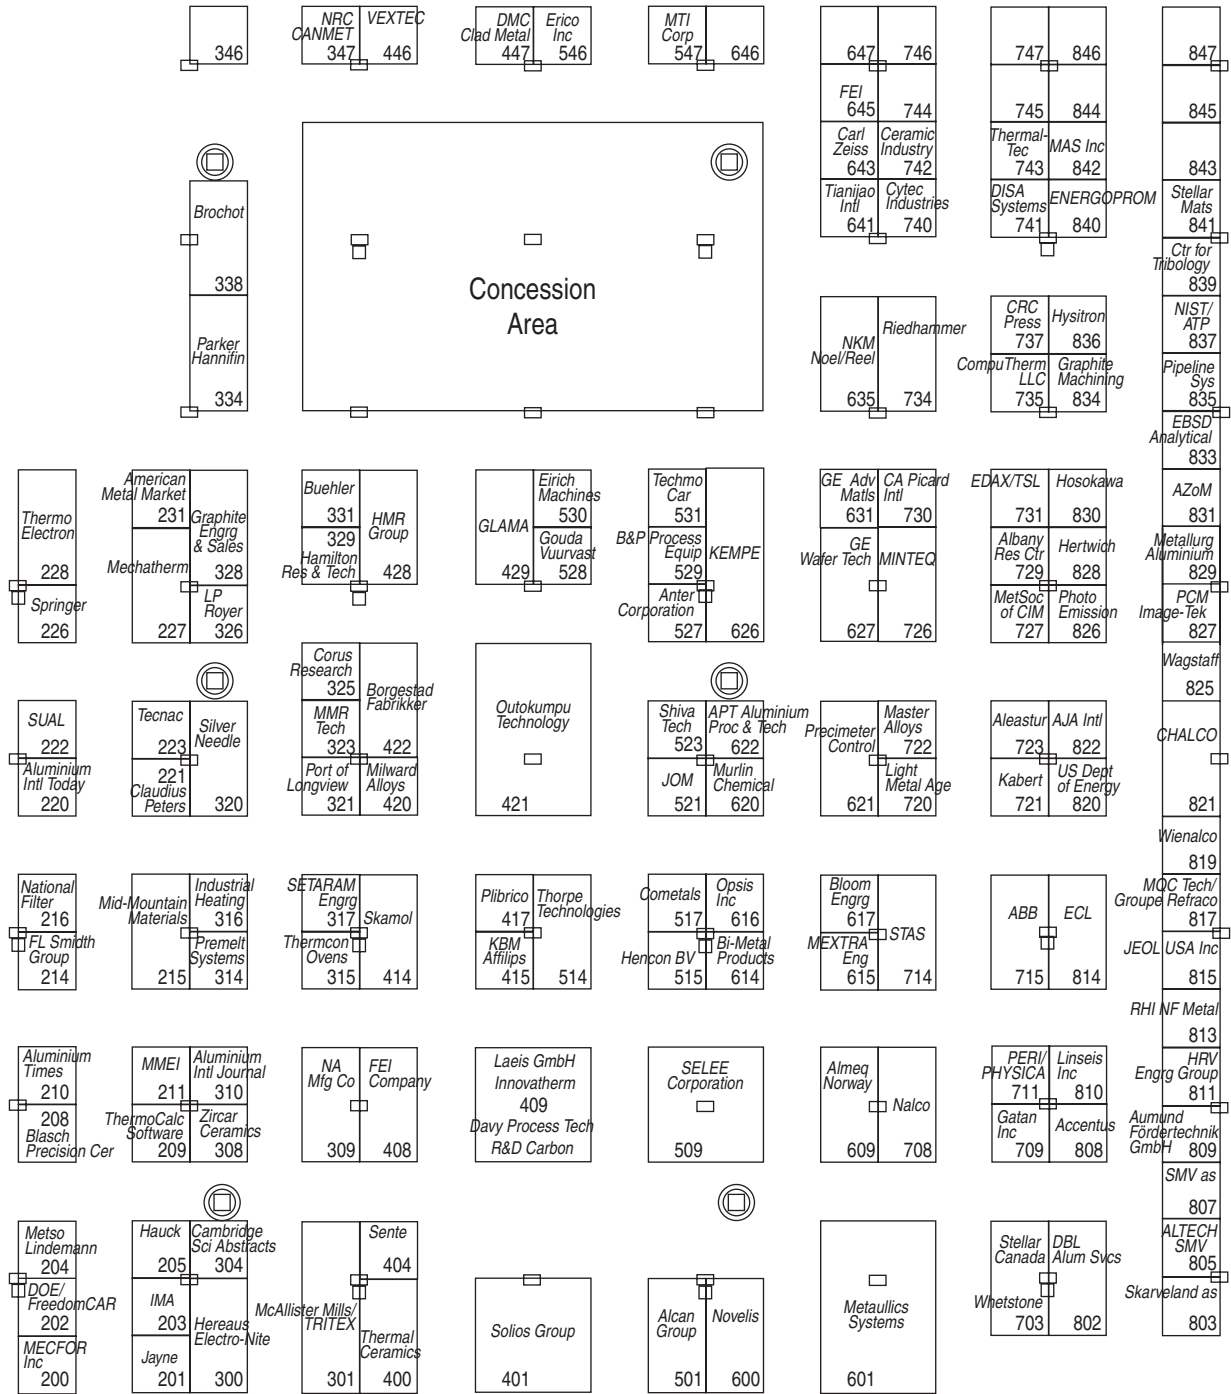 346
NRC
CANMET
347
VEXTEC
446
DMC
Clad Metal
447
Erico
Inc
546
MTI
Corp
547
646
647
746
747
846
847
FEI
645
744
745
844
845
Carl
Zeiss
643
Ceramic
Industry
742
Thermal-
Tec
743
MAS Inc
842
843
Tianijao
Intl
641
Cytec
Industries
740
DISA
Systems
741
ENERGOPROM
840
Stellar
Mats
841
Brochot
338
Ctr for
Tribology
839
Concession
Area
Parker
Hannifin
334
NKM
Noel/Reel
635
Riedhammer
734
CRC
Press
737
Hysitron
836
NIST/
ATP
837
CompuTherm
LLC
735
Graphite
Machining
834
Pipeline
Sys
835
EBSD
Analytical
833
Thermo
Electron
228
American
Metal Market
231
Graphite
Engrg
& Sales
328
Buehler
331
HMR
Group
428
GLAMA
429
Eirich
Machines
530
Techmo
Car
531
KEMPE
626
GE Adv
Matls
631
CA Picard
Intl
730
EDAX/TSL
731
Hosokawa
830
AZoM
831
Mechatherm
227
329
Hamilton
Res & Tech
Gouda
Vuurvast
528
B&P Process
Equip
529
GE
Wafer Tech
627
MINTEQ
726
Albany
Res Ctr
729
Hertwich
828
Metallurg
Aluminium
829
Springer
226
LP
Royer
326
Anter
Corporation
527
MetSoc
of CIM
727
Photo
Emission
826
PCM
Image-Tek
827
Corus
Research
325
Borgestad
Fabrikker
422
Outokumpu
Technology
421
Wagstaff
825
SUAL
222
Tecnac
223
Silver
Needle
320
MMR
Tech
323
Shiva
Tech
523
APT Aluminium
Proc & Tech
622
Precimeter
Control
621
Master
Alloys
722
Aleastur
723
AJA Intl
822
CHALCO
821
Aluminium
Intl Today
220
221
Claudius
Peters
Port of
Longview
321
Milward
Alloys
420
JOM
521
Murlin
Chemical
620
Light
Metal Age
720
Kabert
721
US Dept
of Energy
820
Wienalco
819
National
Filter
216
Mid-Mountain
Materials
215
Industrial
Heating
316
SETARAM
Engrg
317
Skamol
414
Plibrico
417
Thorpe
Technologies
514
Cometals
517
Opsis
Inc
616
Bloom
Engrg
617
STAS
714
ABB
715
ECL
814
MQC Tech/
Groupe Refraco
817
FL Smidth
Group
214
Premelt
Systems
314
Thermcon
Ovens
315
KBM
Affilips
415
Hencon BV
515
Bi-Metal
Products
614
MEXTRA
Eng
615
JEOL USA Inc
815
RHI NF Metal
813
Aluminium
Times
210
MMEI
211
Aluminium
Intl Journal
310
NA
Mfg Co
309
FEI
Company
408
Laeis GmbH
Innovatherm
409
Davy Process Tech
R&D Carbon
SELEE
Corporation
509
Almeq
Norway
609
Nalco
708
PERI/
PHYSICA
711
Linseis
Inc
810
HRV
Engrg Group
811
208
Blasch
Precision Cer
ThermoCalc
Software
209
Zircar
Ceramics
308
Gatan
Inc
709
Accentus
808
Aumund
Fördertechnik
GmbH
809
SMV as
807
Metso
Lindemann
204
Hauck
205
Cambridge
Sci Abstracts
304
McAllister Mills/
TRITEX
301
Sente
404
Metaullics
Systems
601
Stellar
Canada
DBL
Alum Svcs
802
ALTECH
SMV
805
DOE/
FreedomCAR
202
IMA
203
Hereaus
Electro-Nite
300
Thermal
Ceramics
400
Solios Group
401
Alcan
Group
501
Novelis
600
Whetstone
703
Skarveland as
803
MECFOR
Inc
200
Jayne
201